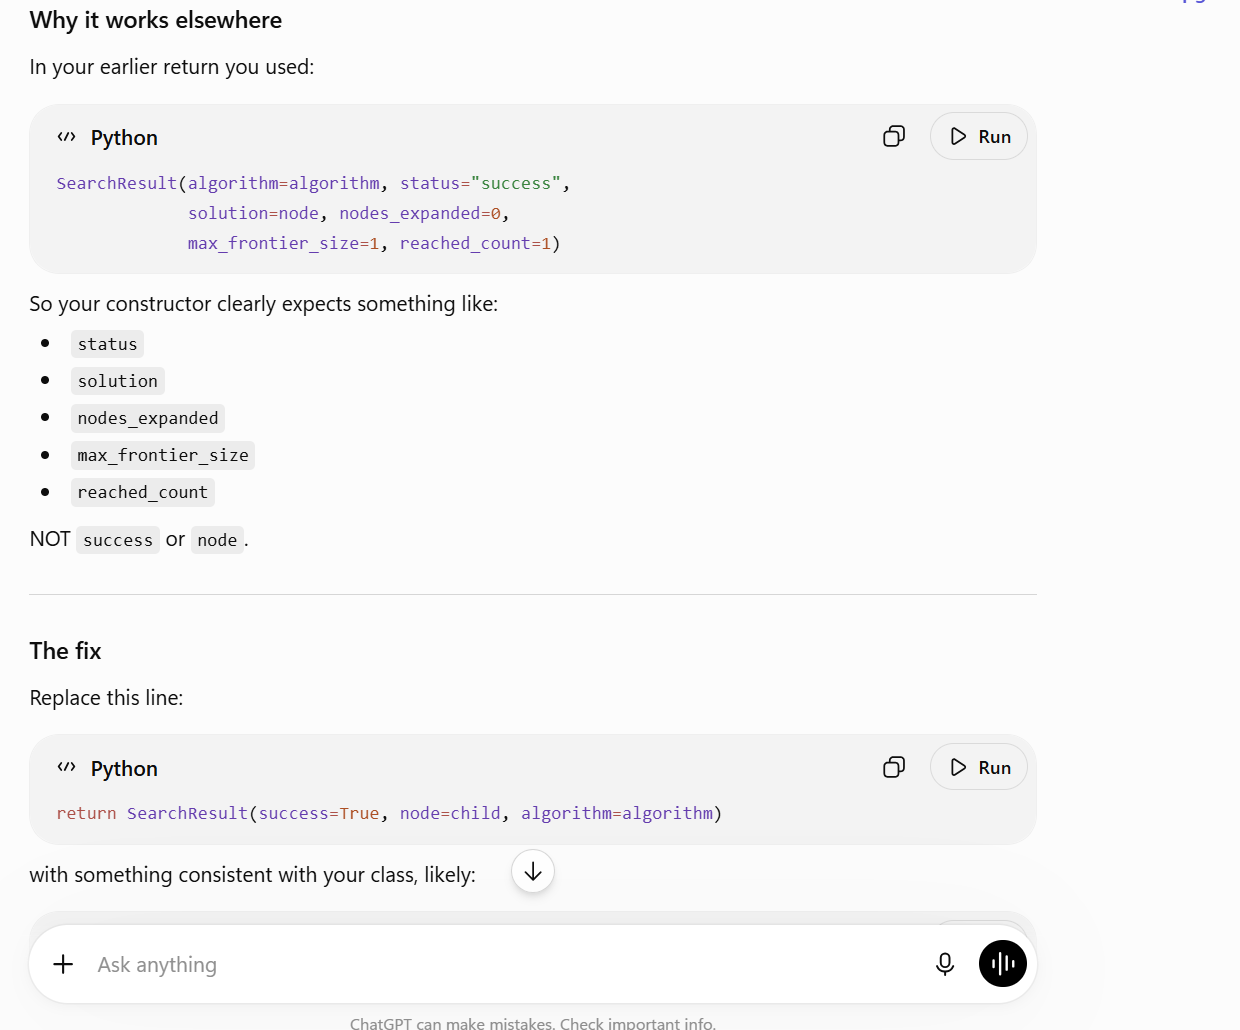 Why it works elsewhere
In your earlier return you used:
Python
Run
SearchResult(algorithm=algorithm, status="success",
solution=node, nodes_expanded=0,
max_frontier_size=1, reached_count=1)
So your constructor clearly expects something like:
status
solution
nodes_expanded
max_frontier_size
reached_count
NOT success or node.
The fix
Replace this line:
Python
Run
return SearchResult(success=True, node=child, algorithm=algorithm)
with something consistent with your class, likely:
Ask anything
ChatGPT can make mistakes. Check important info.